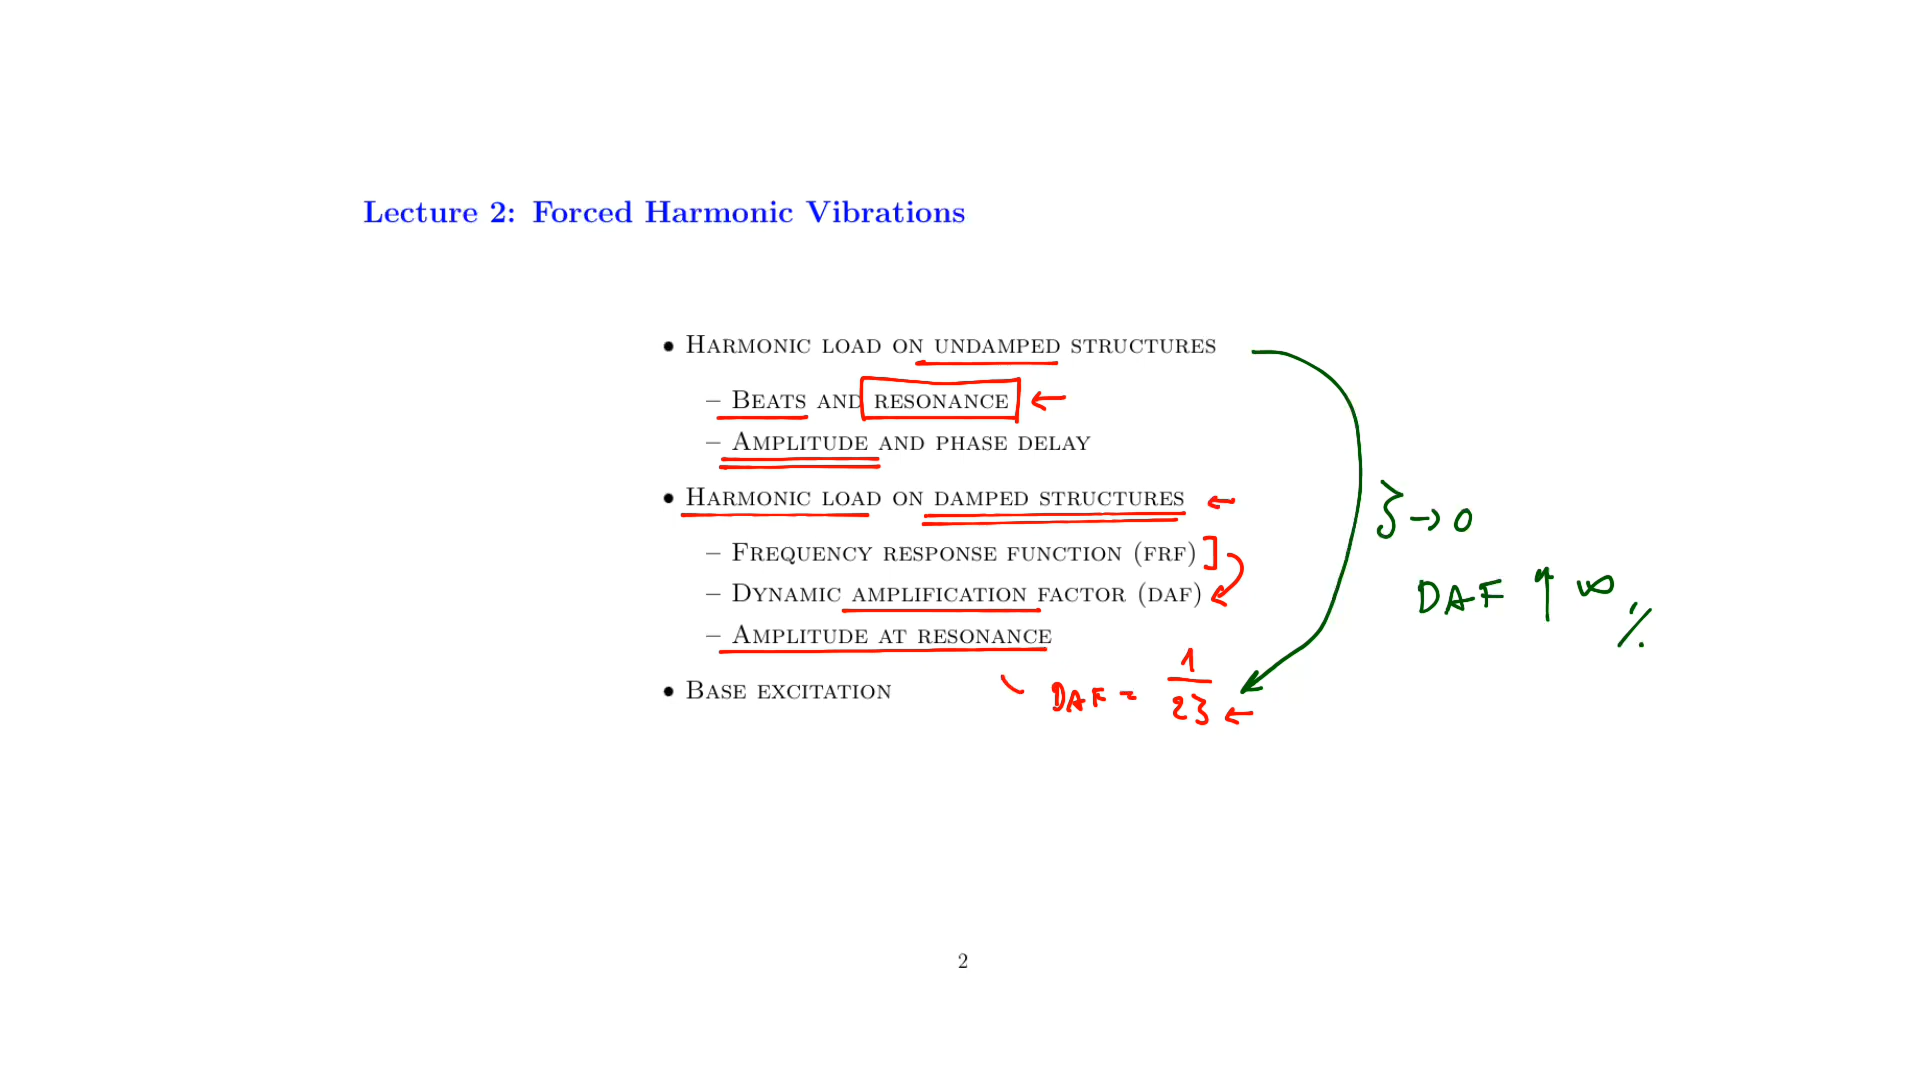 Lecture 2: Forced Harmonic Vibrations
• Harmonic load on undamped structures
– Beats and resonance ←
– Amplitude and phase delay
• Harmonic load on damped structures ←
– Frequency response function (frf) ]
– Dynamic amplification factor (daf)
– Amplitude at resonance
• Base excitation
DAF = 1/2ξ ←
ξ → 0
DAF ↑ ∞
%
2